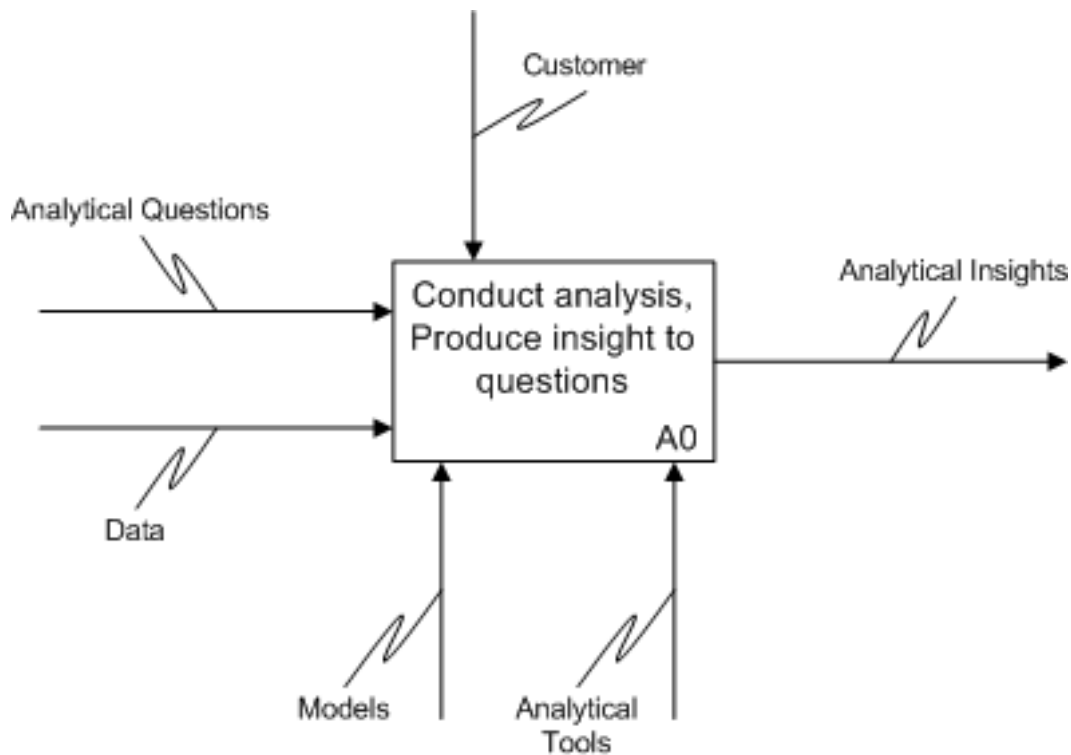 Customer
Analytical Questions
Analytical Insights
Conduct analysis,
Produce insight to
questions
A0
Data
Models
Analytical
Tools